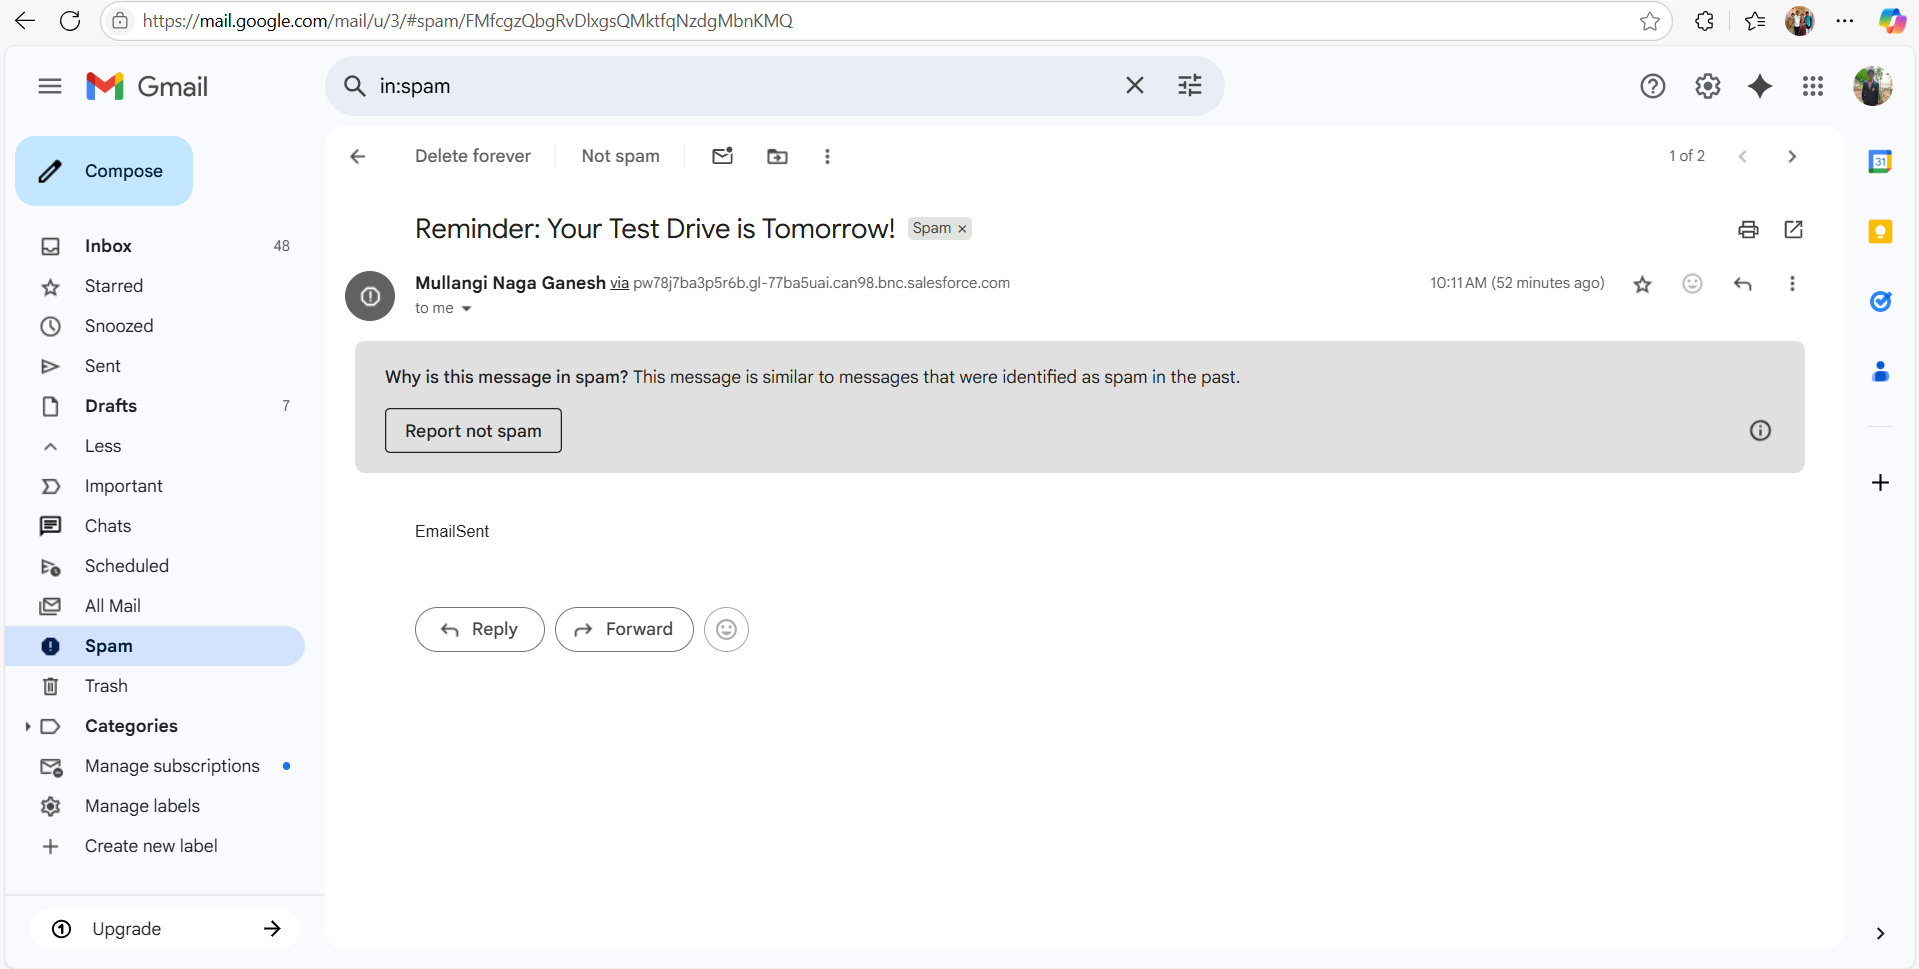 https://mail.google.com/mail/u/3/#spam/FMfcgzQbgRvDlxgsQMktfqNzdgMbnKMQ
Gmail
in:spam
Compose
Inbox 48
Starred
Snoozed
Sent
Drafts 7
Less
Important
Chats
Scheduled
All Mail
Spam
Trash
Categories
Manage subscriptions
Manage labels
Create new label
1 Upgrade
Delete forever Not spam 1 of 2
Reminder: Your Test Drive is Tomorrow! Spam ×
Mullangi Naga Ganesh via pw78j7ba3p5r6b.gl-77ba5uai.can98.bnc.salesforce.com 10:11 AM (52 minutes ago)
to me
Why is this message in spam? This message is similar to messages that were identified as spam in the past.
Report not spam
EmailSent
Reply Forward
31